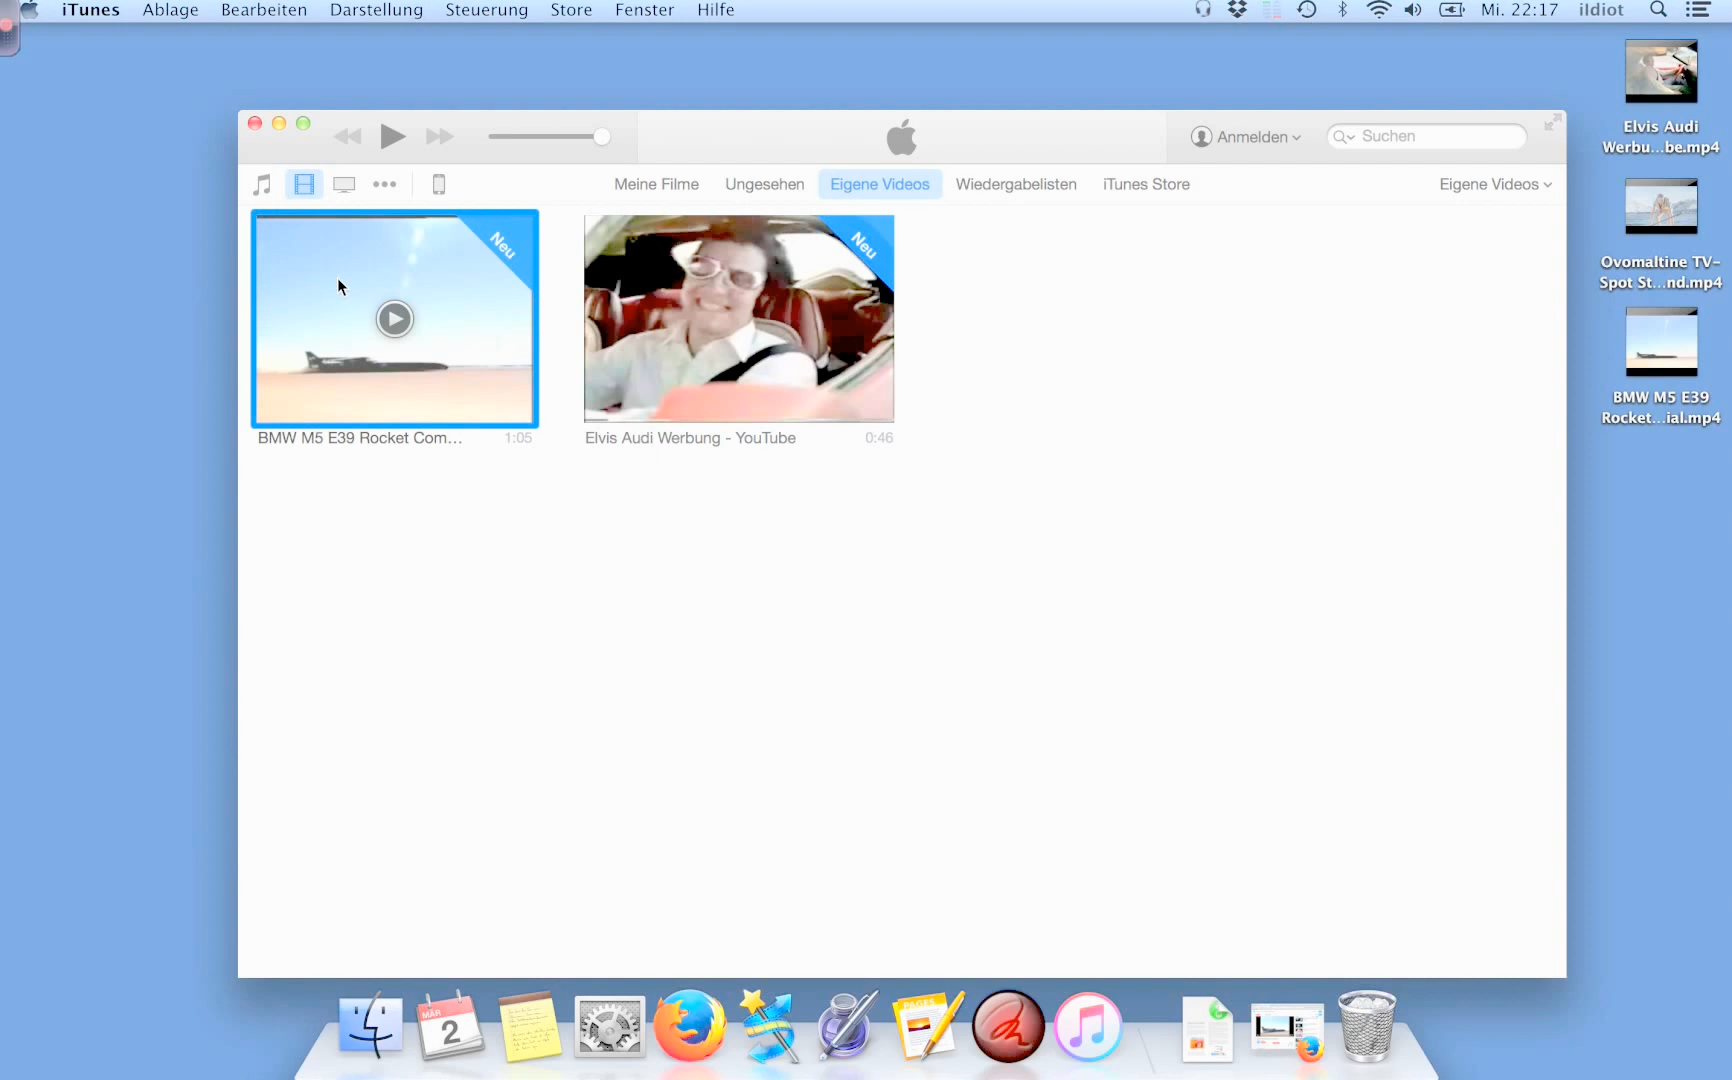 iTunes Ablage Bearbeiten Darstellung Steuerung Store Fenster Hilfe Mi. 22:17 ildiot
Anmelden Suchen
Meine Filme Ungesehen Eigene Videos Wiedergabelisten iTunes Store Eigene Videos
Neu Neu
BMW M5 E39 Rocket Com... 1:05 Elvis Audi Werbung - YouTube 0:46
Elvis Audi
Werbu...be.mp4
Ovomaltine TV-
Spot St...nd.mp4
BMW M5 E39
Rocket...ial.mp4
MÄR
2
PAGES